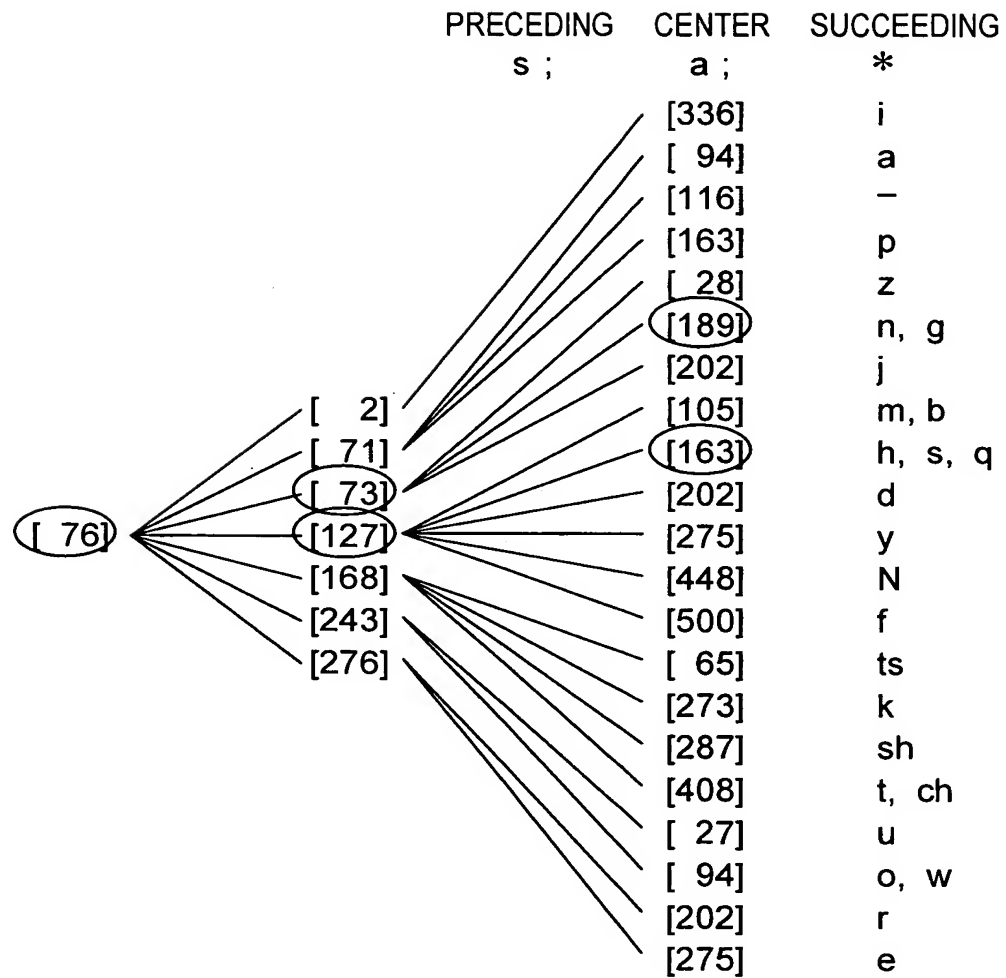 PRECEDING CENTER SUCCEEDING
s ; a ; *
[336] i
[ 94] a
[116] –
[163] p
[ 28] z
[189] n, g
[202] j
[ 2] [105] m, b
[ 71] [163] h, s, q
[ 73] [202] d
[ 76] [127] [275] y
[168] [448] N
[243] [500] f
[276] [ 65] ts
[273] k
[287] sh
[408] t, ch
[ 27] u
[ 94] o, w
[202] r
[275] e